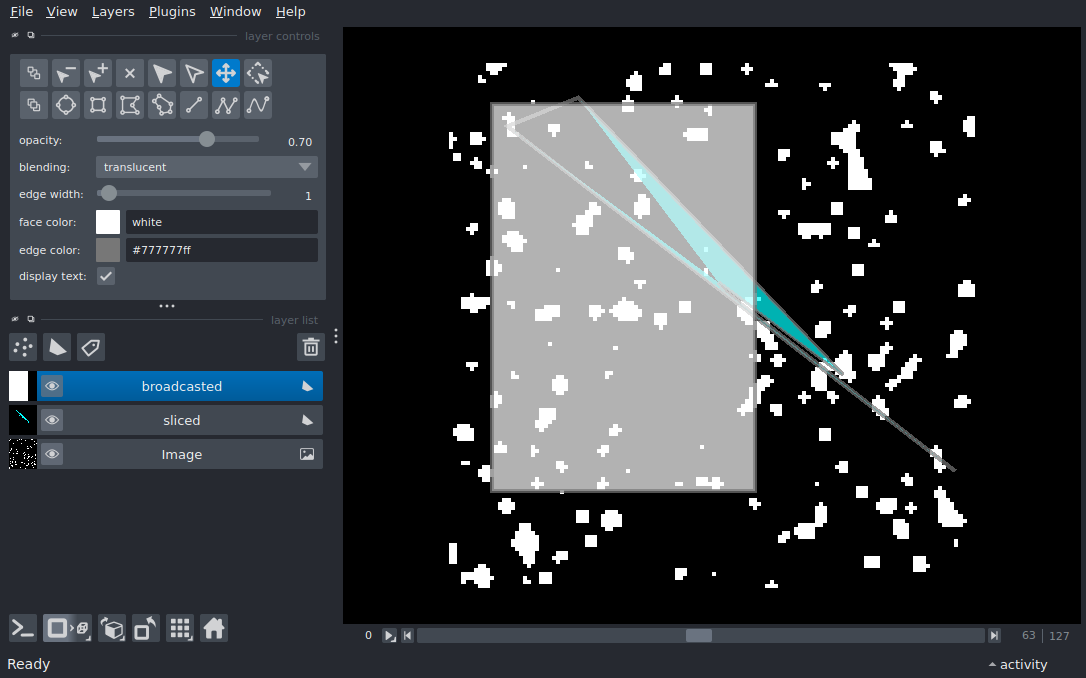 File View Layers Plugins Window Help
layer controls
opacity: 0.70
blending: translucent
edge width: 1
face color: white
edge color: #777777ff
display text:
layer list
broadcasted
sliced
Image
0 63 127
Ready activity